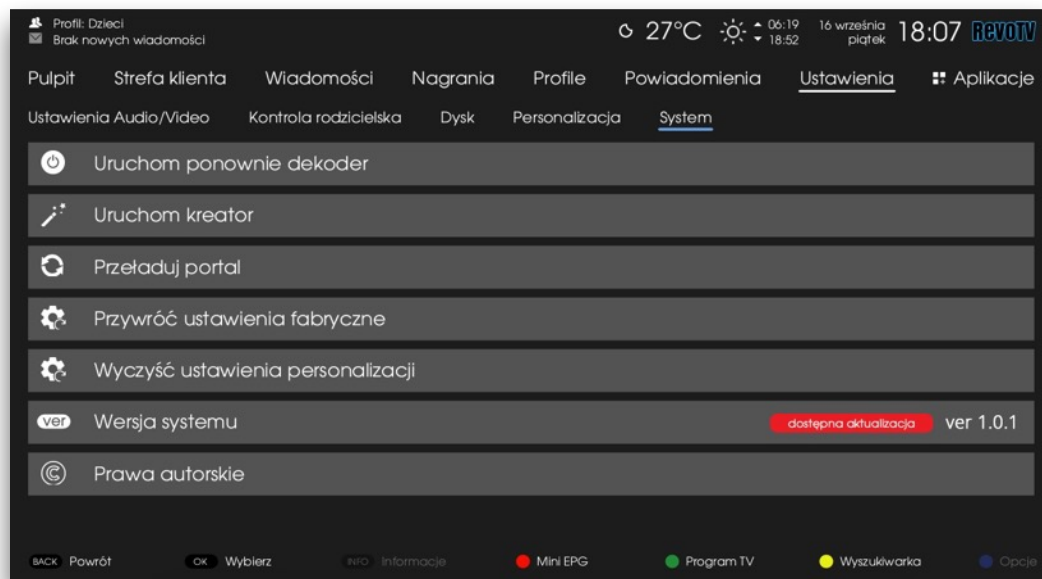 Profil: Dzieci
Brak nowych wiadomości
27°C
06:19
18:52
16 września
piątek
18:07
RevoTV
Pulpit Strefa klienta Wiadomości Nagrania Profile Powiadomienia Ustawienia Aplikacje
Ustawienia Audio/Video Kontrola rodzicielska Dysk Personalizacja System
Uruchom ponownie dekoder
Uruchom kreator
Przeładuj portal
Przywróć ustawienia fabryczne
Wyczyść ustawienia personalizacji
ver Wersja systemu dostępna aktualizacja ver 1.0.1
© Prawa autorskie
BACK Powrót OK Wybierz INFO Informacje Mini EPG Program TV Wyszukiwarka Opcje